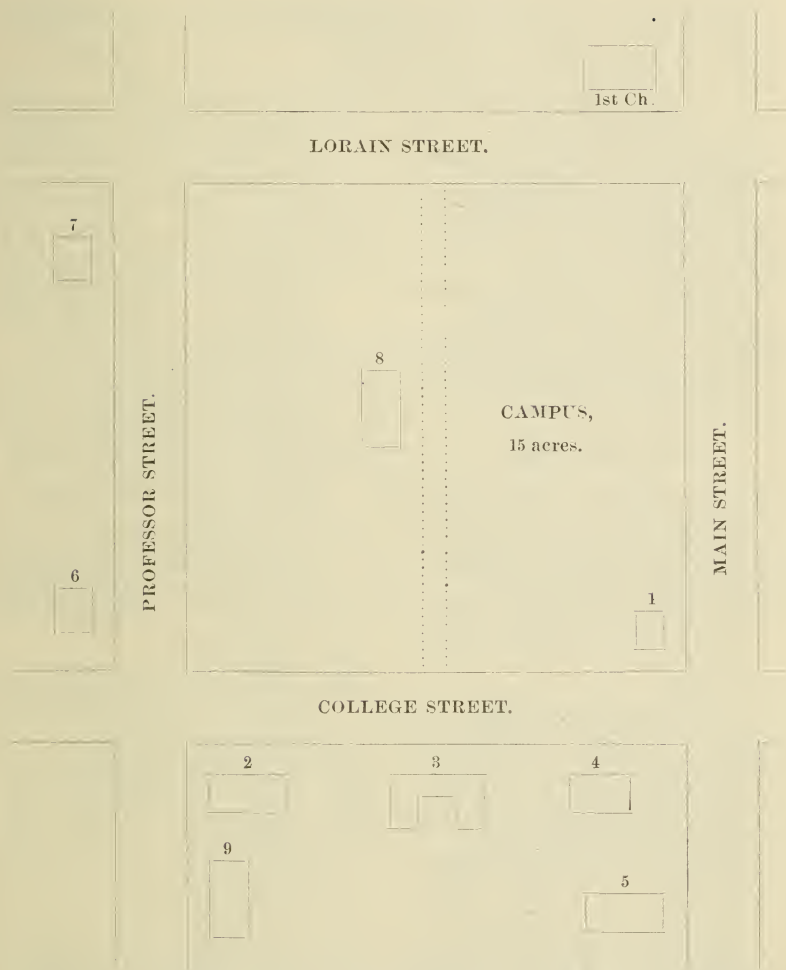 1st Ch.
LORAIN STREET.
7
8
CAMPUS,
15 acres.
PROFESSOR STREET.
MAIN STREET.
6
1
COLLEGE STREET.
2
3
4
9
5